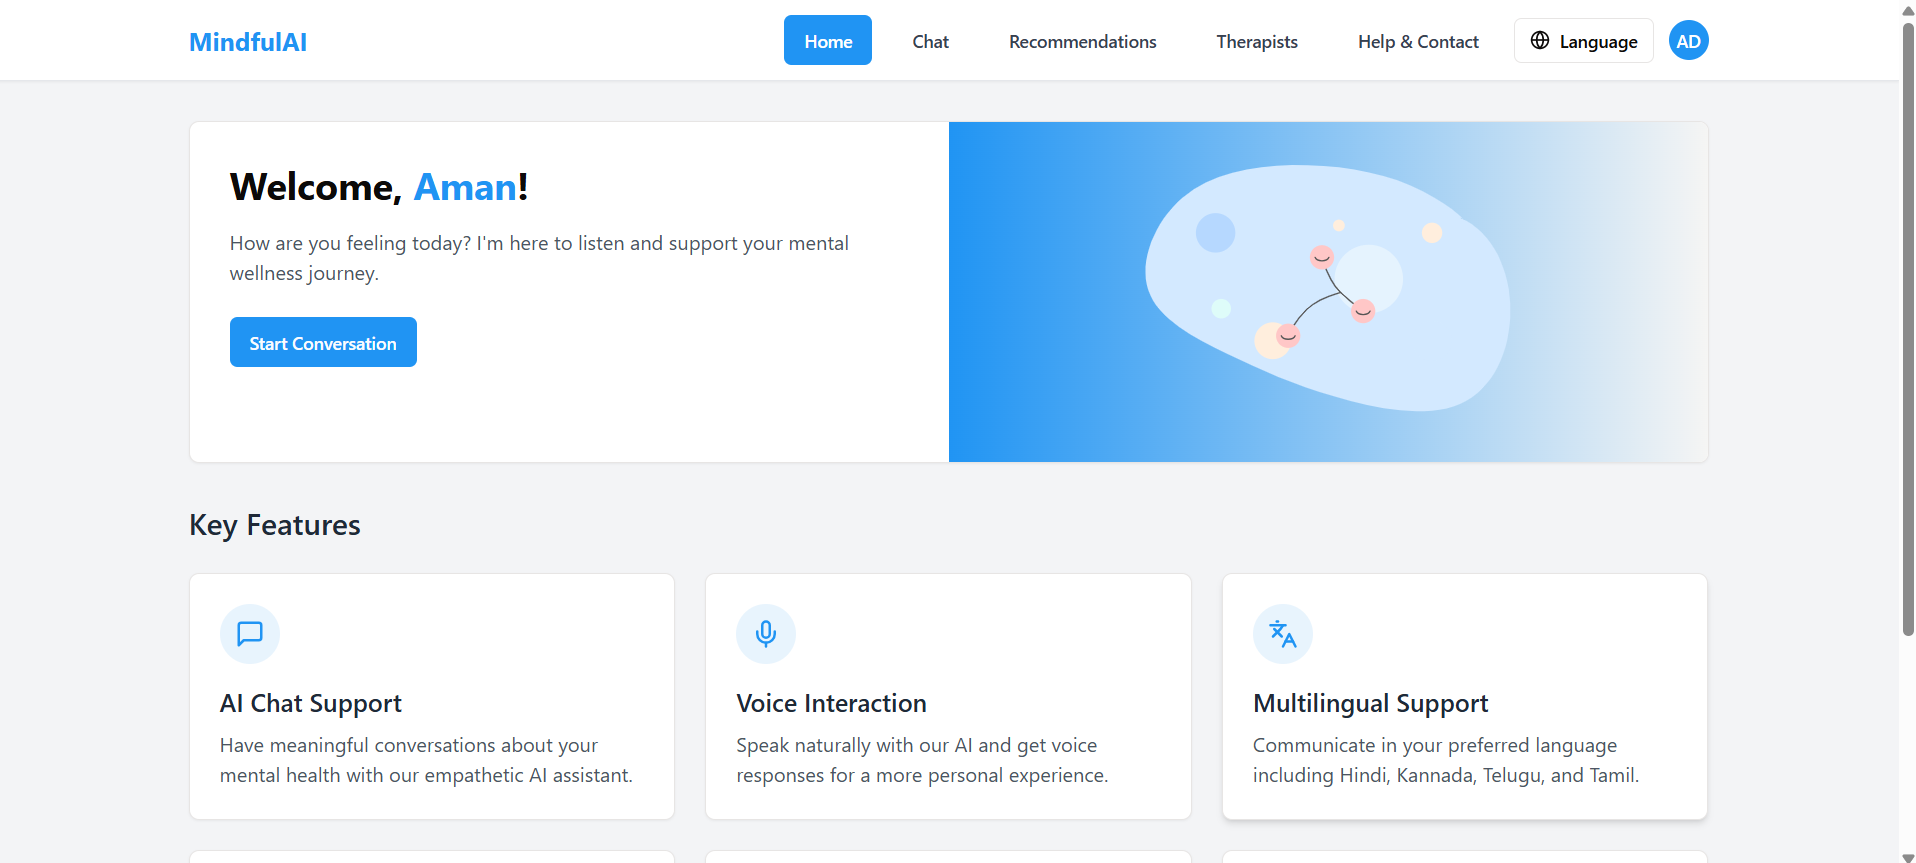 MindfulAI
Home
Chat
Recommendations
Therapists
Help & Contact
Language
AD
Welcome, Aman!
How are you feeling today? I'm here to listen and support your mental
wellness journey.
Start Conversation
Key Features
AI Chat Support
Have meaningful conversations about your
mental health with our empathetic AI assistant.
Voice Interaction
Speak naturally with our AI and get voice
responses for a more personal experience.
Multilingual Support
Communicate in your preferred language
including Hindi, Kannada, Telugu, and Tamil.